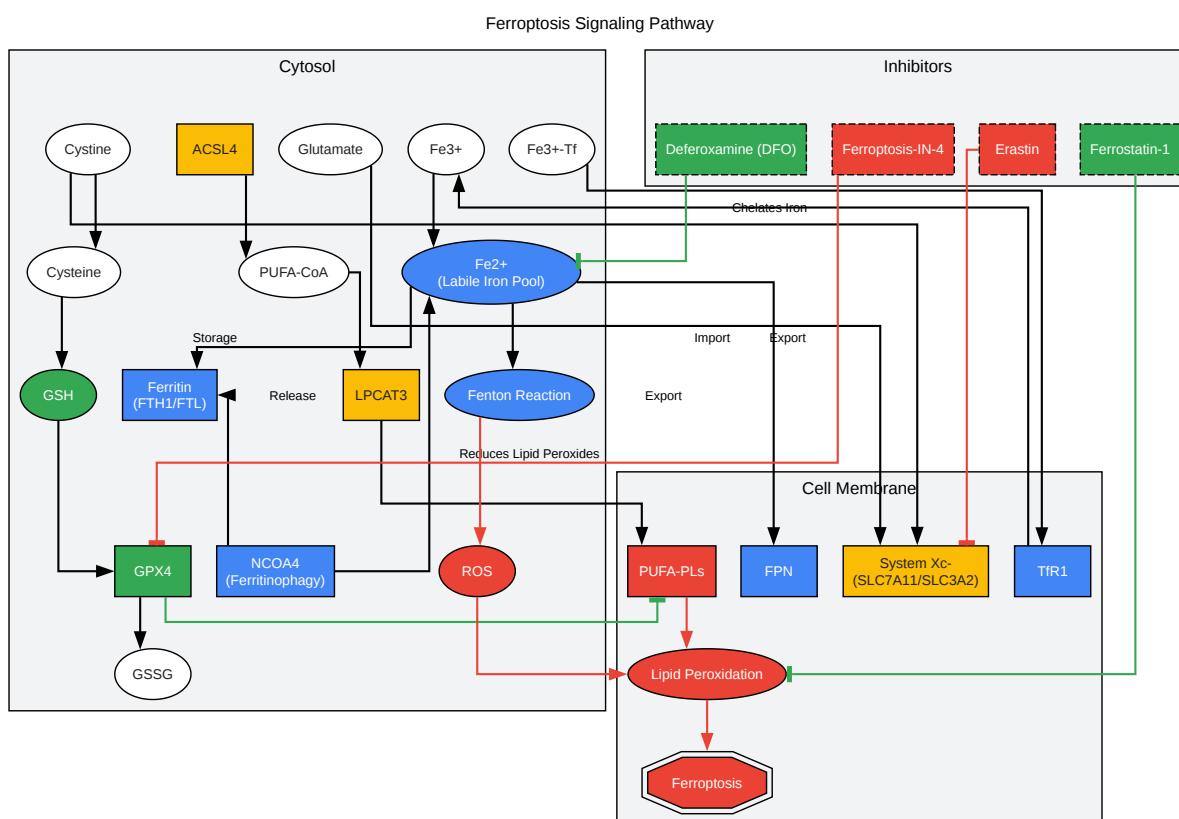 Ferroptosis Signaling Pathway
Cytosol
Inhibitors
Cystine
ACSL4
Glutamate
Fe3+
Fe3+-Tf
Deferoxamine (DFO)
Ferroptosis-IN-4
Erastin
Ferrostatin-1
Chelates Iron
Cysteine
PUFA-CoA
Fe2+
(Labile Iron Pool)
Storage
Import
Export
GSH
Ferritin
(FTH1/FTL)
Release
LPCAT3
Fenton Reaction
Export
Reduces Lipid Peroxides
Cell Membrane
GPX4
NCOA4
(Ferritinophagy)
ROS
PUFA-PLs
FPN
System Xc-
(SLC7A11/SLC3A2)
TfR1
GSSG
Lipid Peroxidation
Ferroptosis